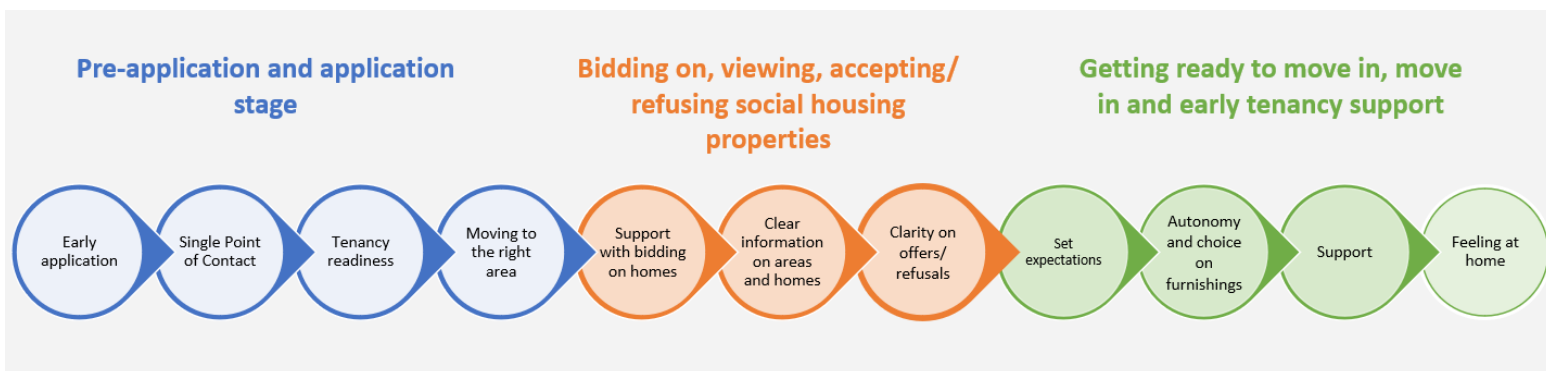 Pre-application and application
stage
Bidding on, viewing, accepting/
refusing social housing
properties
Getting ready to move in, move
in and early tenancy support
Early
application
Single Point
of Contact
Tenancy
readiness
Moving to
the right
area
Support
with bidding
on homes
Clear
information
on areas
and homes
Clarity on
offers/
refusals
Set
expectations
Autonomy
and choice
on
furnishings
Support
Feeling at
home